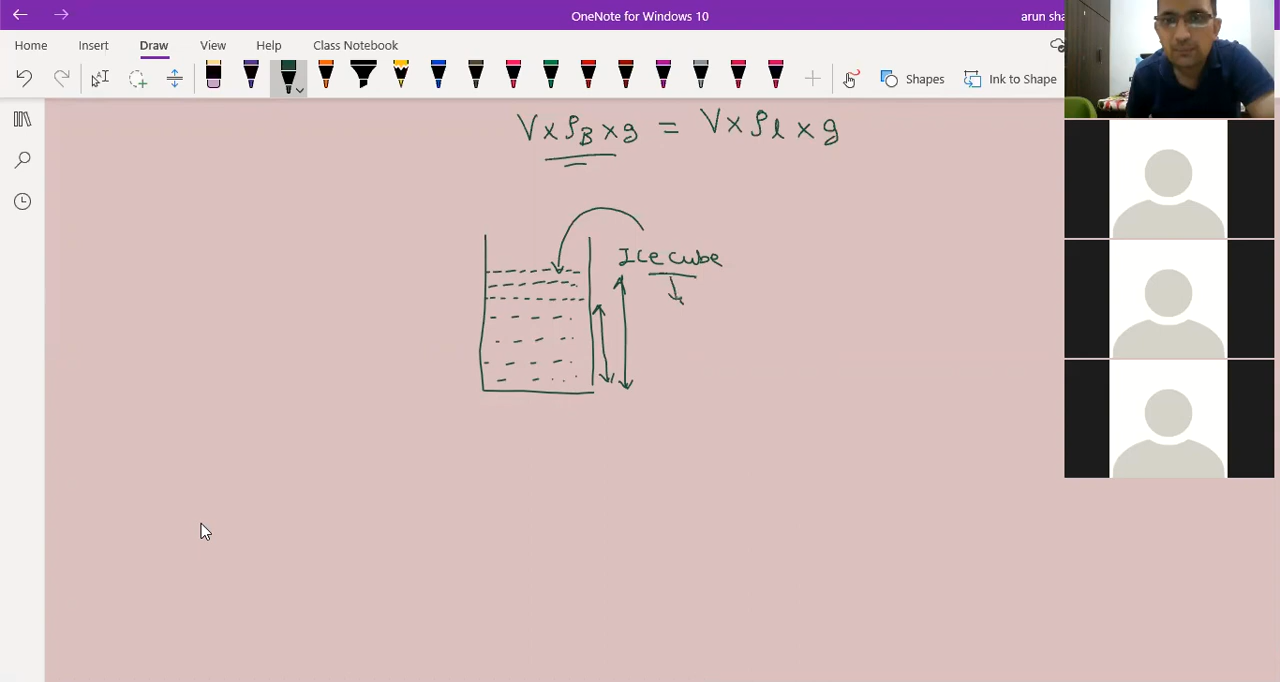 OneNote for Windows 10
arun sha
Home Insert Draw View Help Class Notebook
Shapes Ink to Shape
V×ρB×g = V×ρl×g
Ice cube